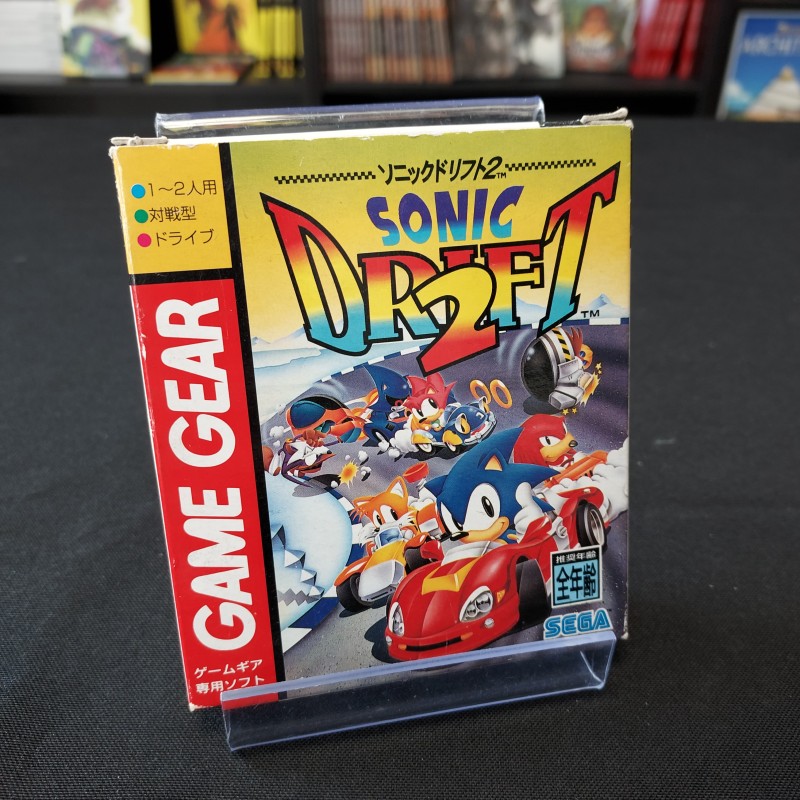 ●1〜2人用
●対戦型
●ドライブ
GAME GEAR
ゲームギア
専用ソフト
ソニックドリフト2™
SONIC
DRIFT
2
TM
推奨年齢
全年齢
SEGA